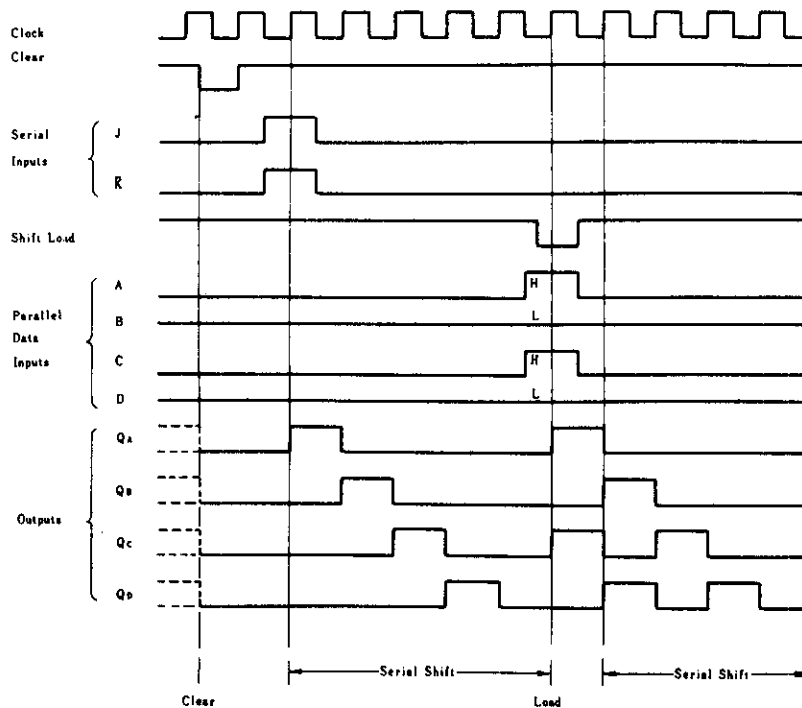 Clock
Clear
Serial
Inputs
J
K̅
Shift Load
Parallel
Data
Inputs
A
H
B
L
C
H
D
L
Outputs
QA
QB
QC
QD
Serial Shift
Serial Shift
Clear
Load